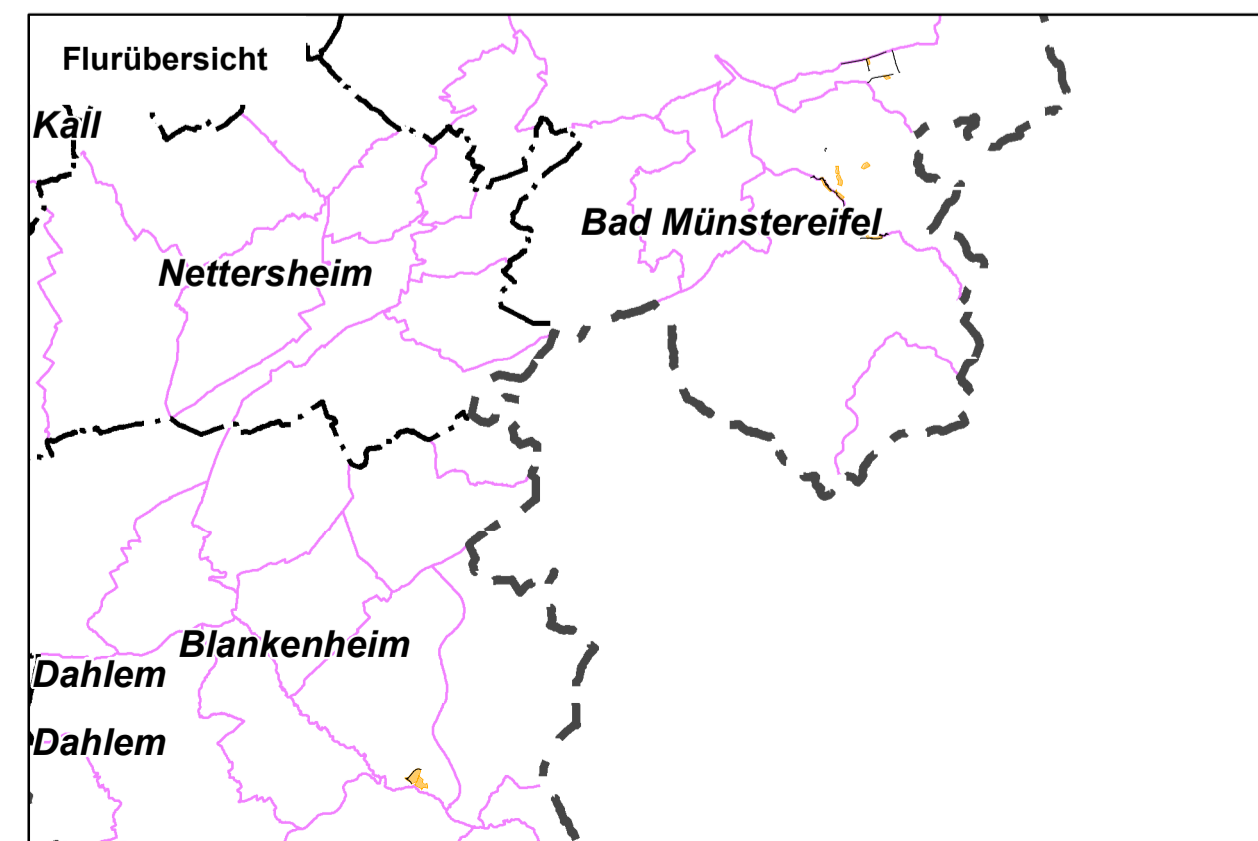 Flurübersicht
Kall
Bad Münstereifel
Nettersheim
Blankenheim
Dahlem
Dahlem